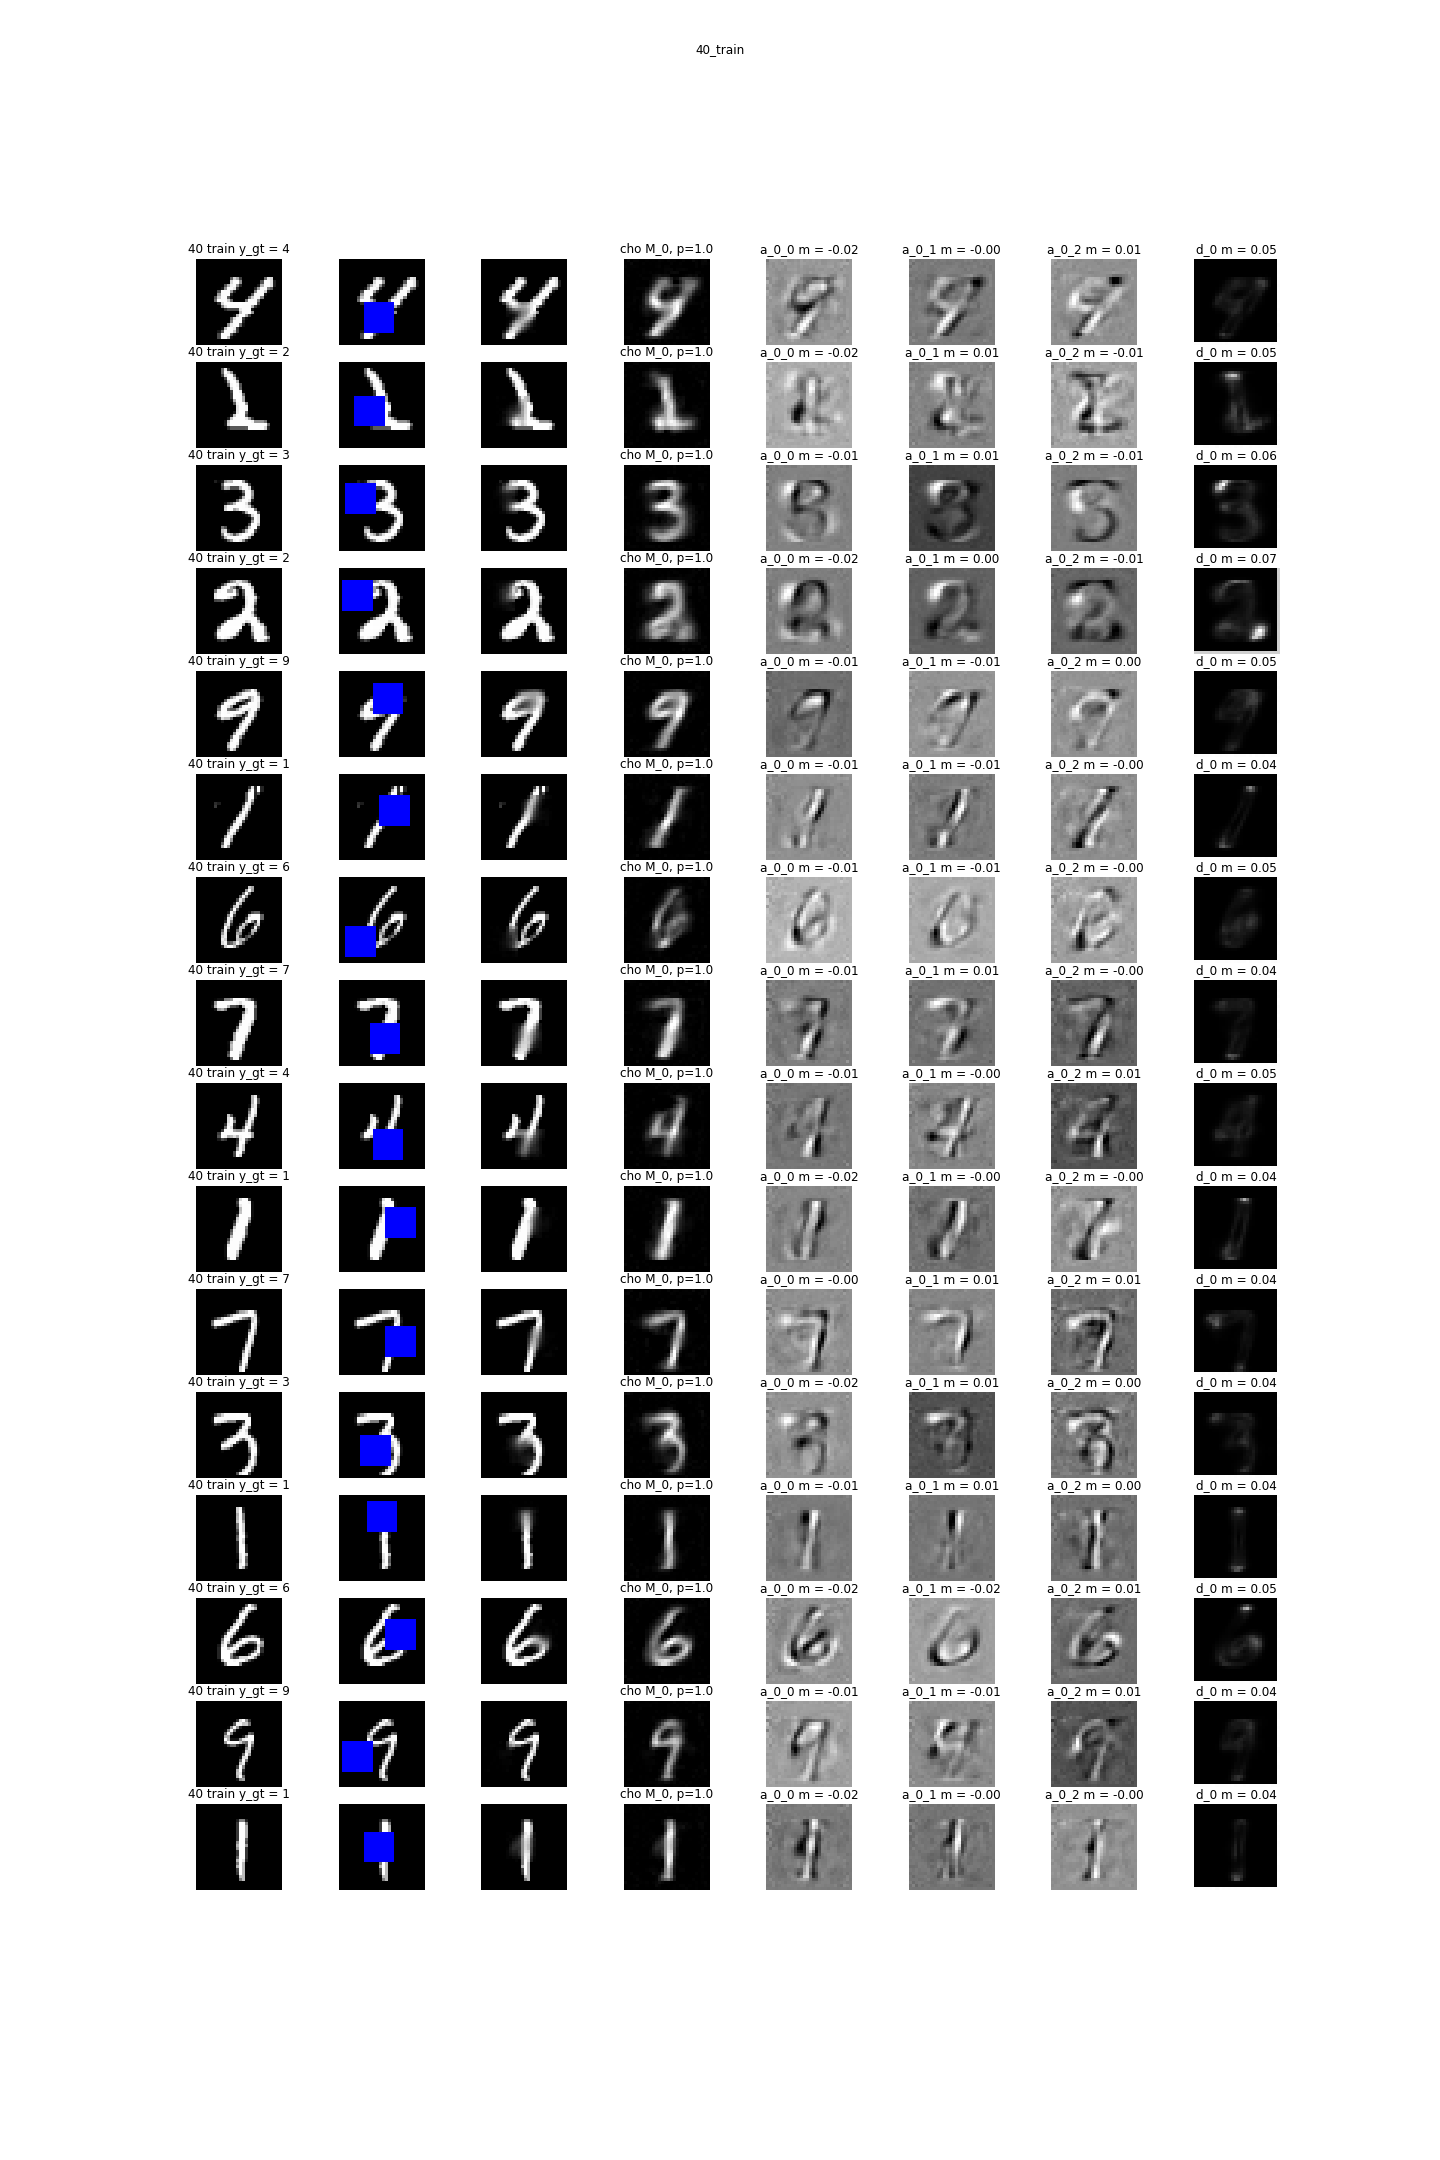 40_train
40 train y_gt = 4 cho M_0, p=1.0 a_0_0 m = -0.02 a_0_1 m = -0.00 a_0_2 m = 0.01 d_0 m = 0.05
40 train y_gt = 2 cho M_0, p=1.0 a_0_0 m = -0.02 a_0_1 m = 0.01 a_0_2 m = -0.01 d_0 m = 0.05
40 train y_gt = 3 cho M_0, p=1.0 a_0_0 m = -0.01 a_0_1 m = 0.01 a_0_2 m = -0.01 d_0 m = 0.06
40 train y_gt = 2 cho M_0, p=1.0 a_0_0 m = -0.02 a_0_1 m = 0.00 a_0_2 m = -0.01 d_0 m = 0.07
40 train y_gt = 9 cho M_0, p=1.0 a_0_0 m = -0.01 a_0_1 m = -0.01 a_0_2 m = 0.00 d_0 m = 0.05
40 train y_gt = 1 cho M_0, p=1.0 a_0_0 m = -0.01 a_0_1 m = -0.01 a_0_2 m = -0.00 d_0 m = 0.04
40 train y_gt = 6 cho M_0, p=1.0 a_0_0 m = -0.01 a_0_1 m = -0.01 a_0_2 m = -0.00 d_0 m = 0.05
40 train y_gt = 7 cho M_0, p=1.0 a_0_0 m = -0.01 a_0_1 m = 0.01 a_0_2 m = -0.00 d_0 m = 0.04
40 train y_gt = 4 cho M_0, p=1.0 a_0_0 m = -0.01 a_0_1 m = -0.00 a_0_2 m = 0.01 d_0 m = 0.05
40 train y_gt = 1 cho M_0, p=1.0 a_0_0 m = -0.02 a_0_1 m = -0.00 a_0_2 m = -0.00 d_0 m = 0.04
40 train y_gt = 7 cho M_0, p=1.0 a_0_0 m = -0.00 a_0_1 m = 0.01 a_0_2 m = 0.01 d_0 m = 0.04
40 train y_gt = 3 cho M_0, p=1.0 a_0_0 m = -0.02 a_0_1 m = 0.01 a_0_2 m = 0.00 d_0 m = 0.04
40 train y_gt = 1 cho M_0, p=1.0 a_0_0 m = -0.01 a_0_1 m = 0.01 a_0_2 m = 0.00 d_0 m = 0.04
40 train y_gt = 6 cho M_0, p=1.0 a_0_0 m = -0.02 a_0_1 m = -0.02 a_0_2 m = 0.01 d_0 m = 0.05
40 train y_gt = 9 cho M_0, p=1.0 a_0_0 m = -0.01 a_0_1 m = -0.01 a_0_2 m = 0.01 d_0 m = 0.04
40 train y_gt = 1 cho M_0, p=1.0 a_0_0 m = -0.02 a_0_1 m = -0.00 a_0_2 m = -0.00 d_0 m = 0.04